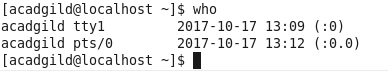 [acadgild@localhost ~]$ who
acadgild tty1         2017-10-17 13:09 (:0)
acadgild pts/0        2017-10-17 13:12 (:0.0)
[acadgild@localhost ~]$